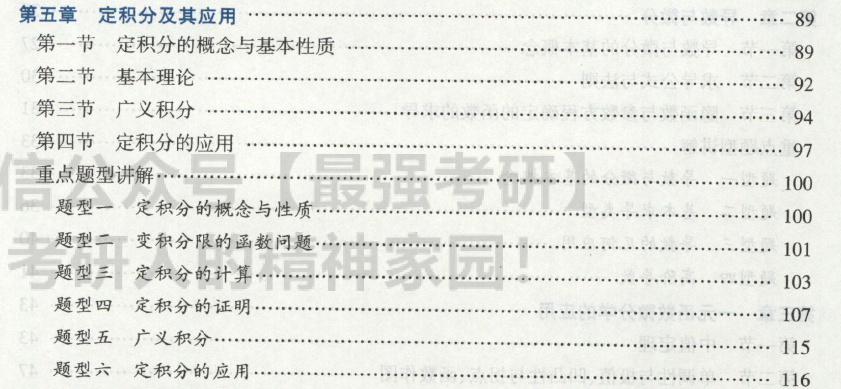 第五章 定积分及其应用 …… 89
第一节 定积分的概念与基本性质 …… 89
第二节 基本理论 …… 92
第三节 广义积分 …… 94
第四节 定积分的应用 …… 97
信公众号【最强考研】
重点题型讲解 …… 100
题型一 定积分的概念与性质 …… 100
题型二 变积分限的函数问题 …… 101
考研人的精神家园!
题型三 定积分的计算 …… 103
题型四 定积分的证明 …… 107
题型五 广义积分 …… 115
题型六 定积分的应用 …… 116